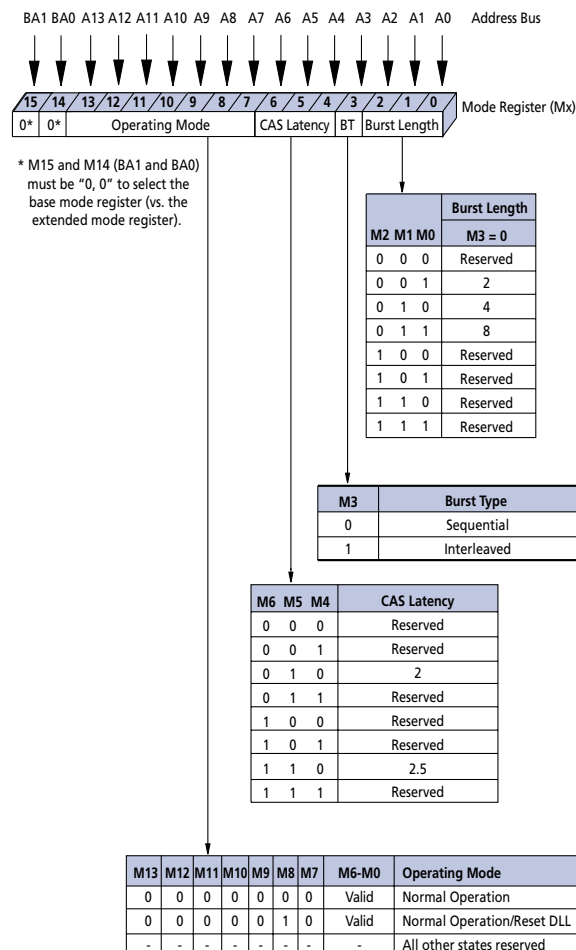 BA1 BA0 A13 A12 A11 A10 A9 A8 A7 A6 A5 A4 A3 A2 A1 A0 Address Bus
15 14 13 12 11 10 9 8 7 6 5 4 3 2 1 0 Mode Register (Mx)
0* 0* Operating Mode CAS Latency BT Burst Length
* M15 and M14 (BA1 and BA0)
must be “0, 0” to select the
base mode register (vs. the
extended mode register).
Burst Length
M2 M1 M0 M3 = 0
0 0 0 Reserved
0 0 1 2
0 1 0 4
0 1 1 8
1 0 0 Reserved
1 0 1 Reserved
1 1 0 Reserved
1 1 1 Reserved
M3 Burst Type
0 Sequential
1 Interleaved
M6 M5 M4 CAS Latency
0 0 0 Reserved
0 0 1 Reserved
0 1 0 2
0 1 1 Reserved
1 0 0 Reserved
1 0 1 Reserved
1 1 0 2.5
1 1 1 Reserved
M13 M12 M11 M10 M9 M8 M7 M6-M0 Operating Mode
0 0 0 0 0 0 0 Valid Normal Operation
0 0 0 0 0 1 0 Valid Normal Operation/Reset DLL
- - - - - - - - All other states reserved